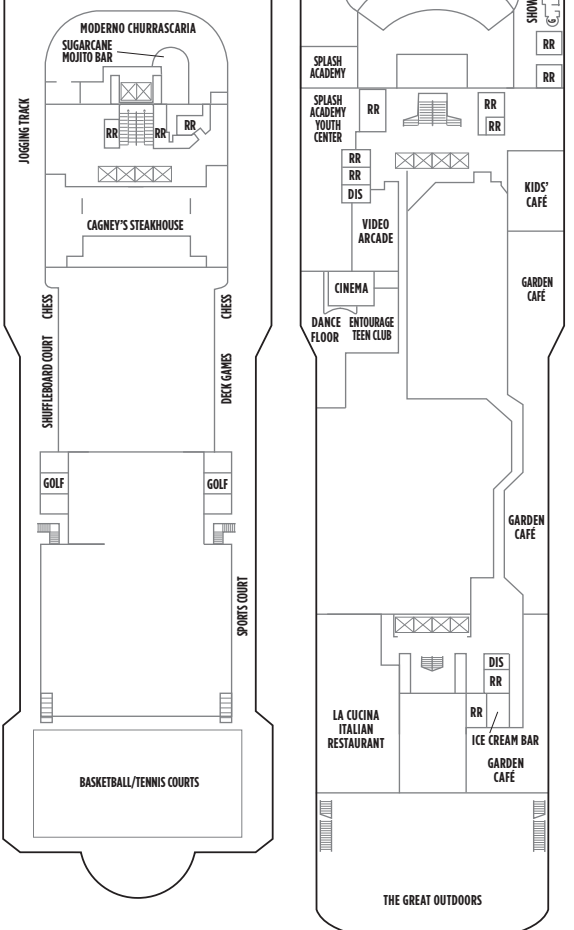 MODERNO CHURRASCARIA
SUGARCANE
MOJITO BAR
JOGGING TRACK
RR
RR
RR
CAGNEY'S STEAKHOUSE
CHESS
CHESS
SHUFFLEBOARD COURT
DECK GAMES
GOLF
GOLF
SPORTS COURT
BASKETBALL/TENNIS COURTS
SHOW
G
RR
RR
SPLASH
ACADEMY
SPLASH
ACADEMY
YOUTH
CENTER
RR
RR
RR
RR
RR
DIS
KIDS'
CAFÉ
VIDEO
ARCADE
GARDEN
CAFÉ
CINEMA
DANCE
FLOOR
ENTOURAGE
TEEN CLUB
GARDEN
CAFÉ
DIS
RR
RR
LA CUCINA
ITALIAN
RESTAURANT
ICE CREAM BAR
GARDEN
CAFÉ
THE GREAT OUTDOORS